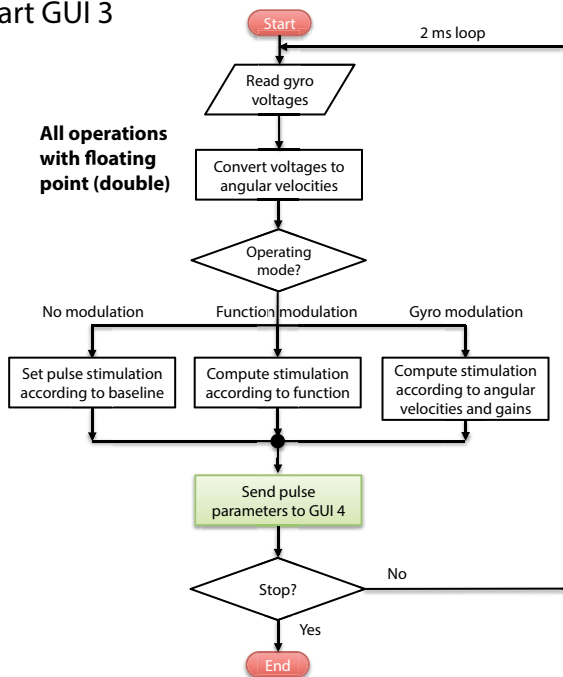 art GUI 3
Start
2 ms loop
Read gyro
voltages
All operations
with floating
point (double)
Convert voltages to
angular velocities
Operating
mode?
No modulation
Function modulation
Gyro modulation
Set pulse stimulation
according to baseline
Compute stimulation
according to function
Compute stimulation
according to angular
velocities and gains
Send pulse
parameters to GUI 4
Stop?
No
Yes
End